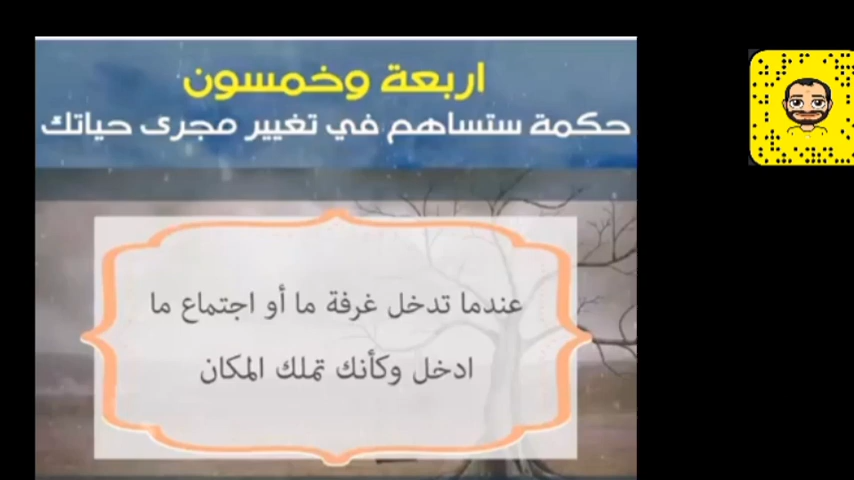 اربعة وخمسون
حكمة ستساهم في تغيير مجرى حياتك
عندما تدخل غرفة ما أو اجتماع ما
ادخل وكأنك تملك المكان